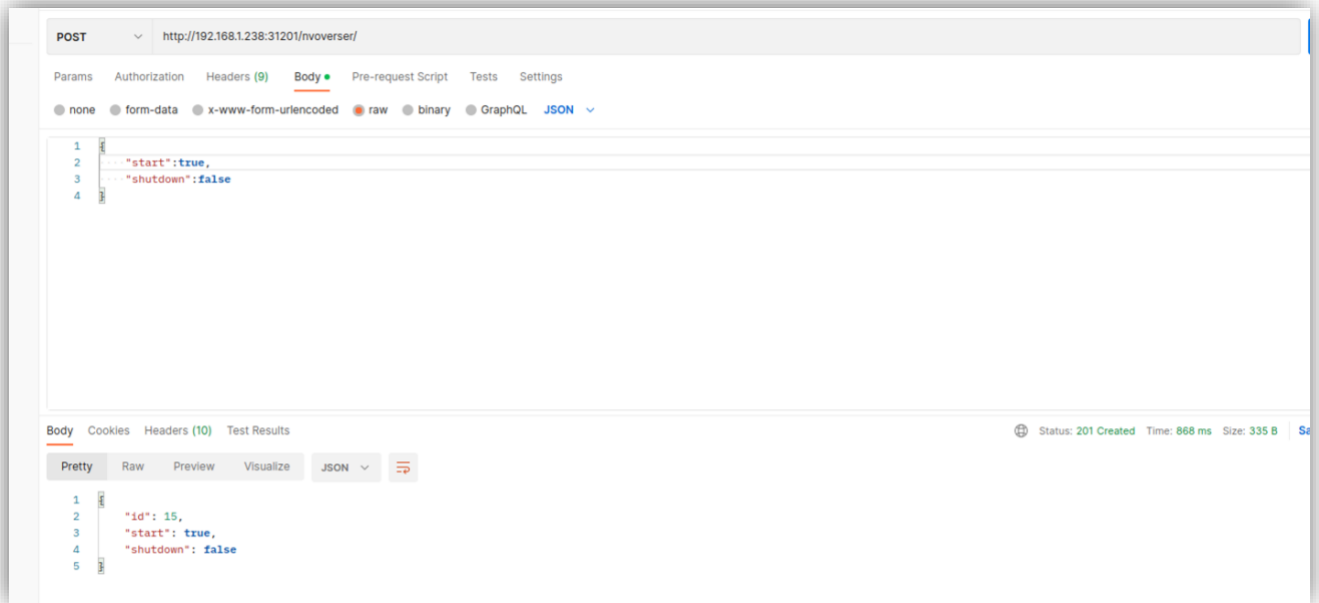 POST http://192.168.1.238:31201/nvoverser/
Params Authorization Headers (9) Body Pre-request Script Tests Settings
none form-data x-www-form-urlencoded raw binary GraphQL JSON
1 {
2 "start":true,
3 "shutdown":false
4 }
Body Cookies Headers (10) Test Results Status: 201 Created Time: 868 ms Size: 335 B Sa
Pretty Raw Preview Visualize JSON
1 {
2 "id": 15,
3 "start": true,
4 "shutdown": false
5 }